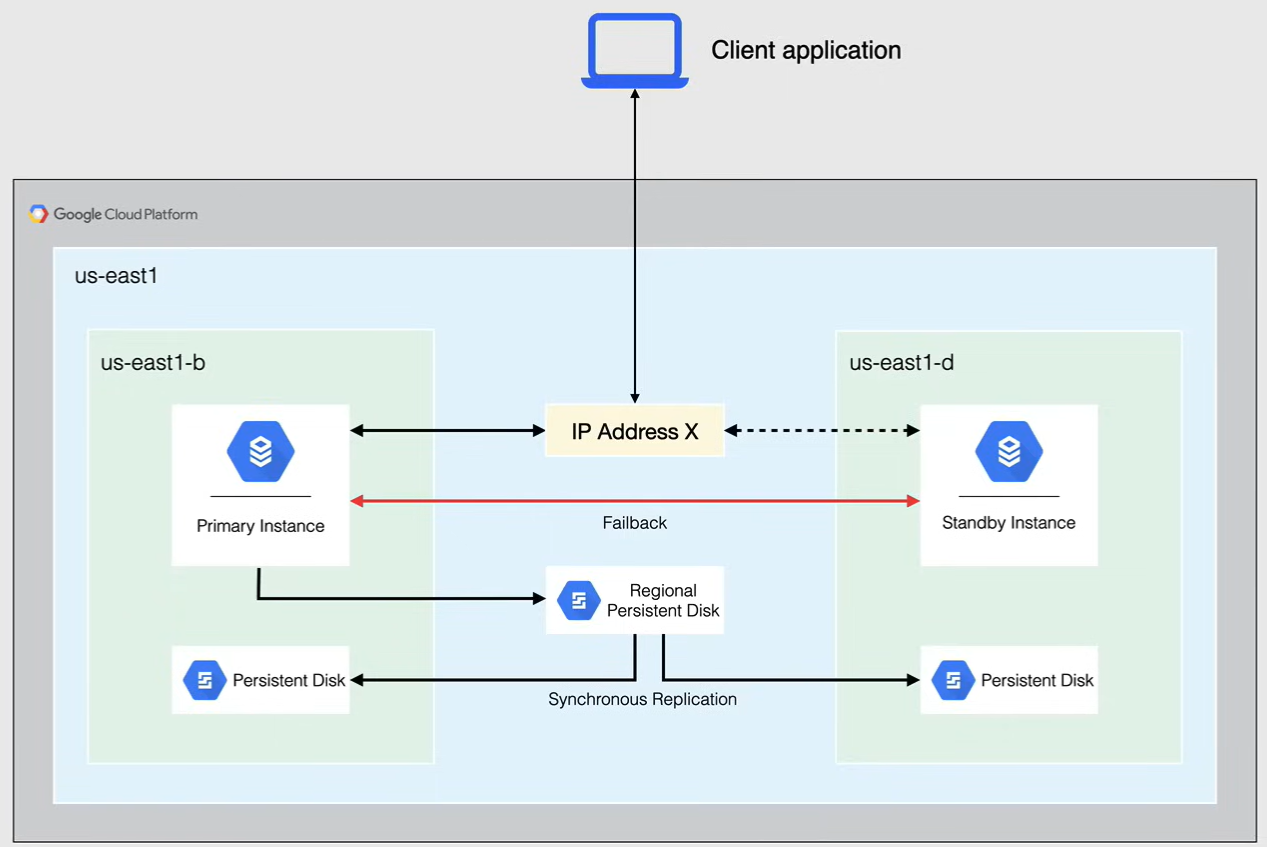 Client application
Google Cloud Platform
us-east1
us-east1-b
us-east1-d
IP Address X
Primary Instance
Failback
Standby Instance
Regional
Persistent Disk
Persistent Disk
Synchronous Replication
Persistent Disk